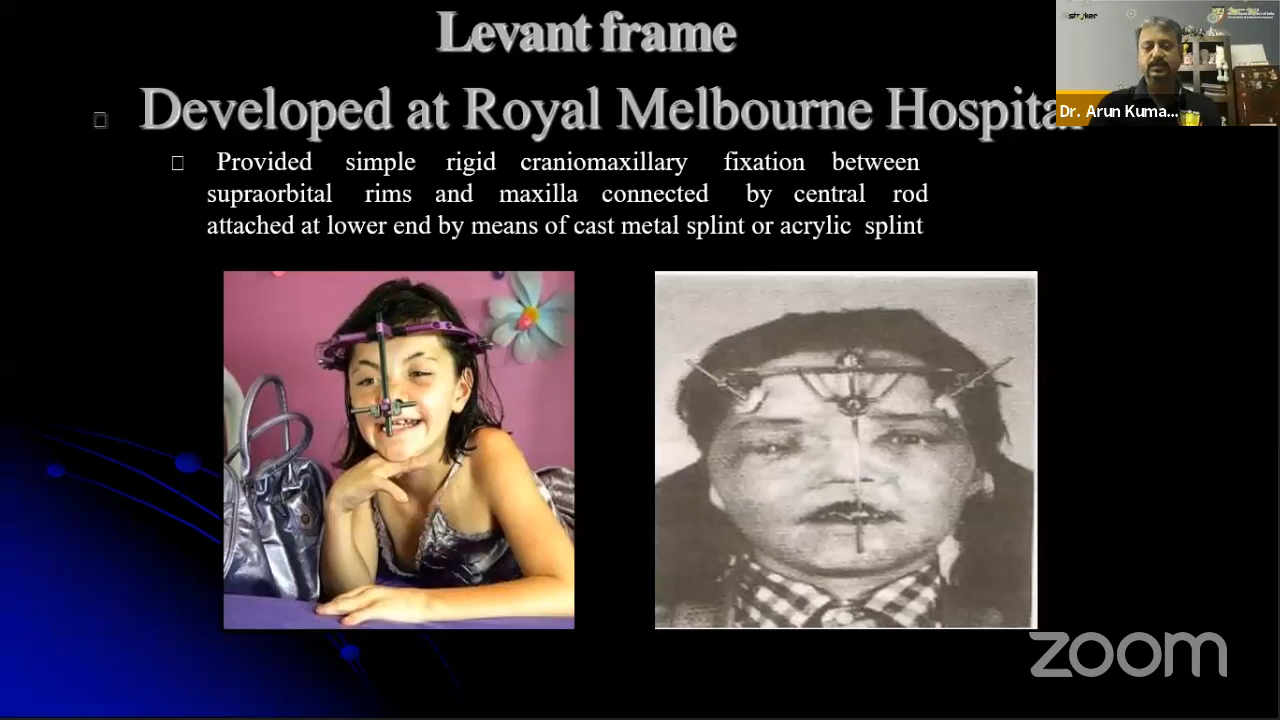 Levant frame
Developed at Royal Melbourne Hospital
Provided simple rigid craniomaxillary fixation between
supraorbital rims and maxilla connected by central rod
attached at lower end by means of cast metal splint or acrylic splint
stryker
Dr. Arun Kuma...
zoom